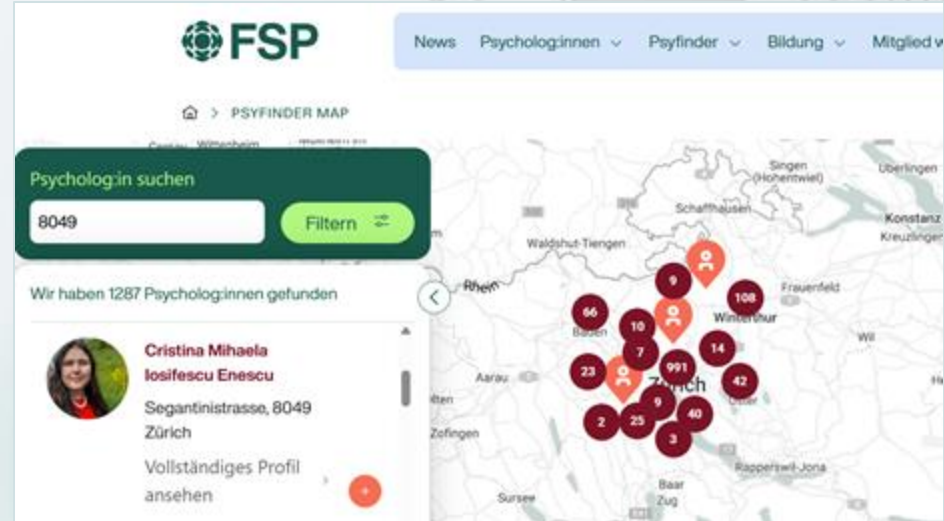 FSP
News Psycholog:innen Psyfinder Bildung Mitglied w
> PSYFINDER MAP
Psycholog:in suchen
8049
Filtern
Wir haben 1287 Psycholog:innen gefunden
Cristina Mihaela
Iosifescu Enescu
Segantinistrasse, 8049
Zürich
Vollständiges Profil
ansehen
Wittenheim
Singen
(Hohentwiel)
Überlingen
Schaffhausen
Konstanz
Kreuzlingen
Waldshut-Tiengen
Rhein
9
108
Frauenfeld
66
Winterthur
Baden
10
7
14
Wil
991
23
42
Aarau
Zürich
Uster
9
40
2
25
Zofingen
3
Rapperswil-Jona
Baar
Zug
Sursee